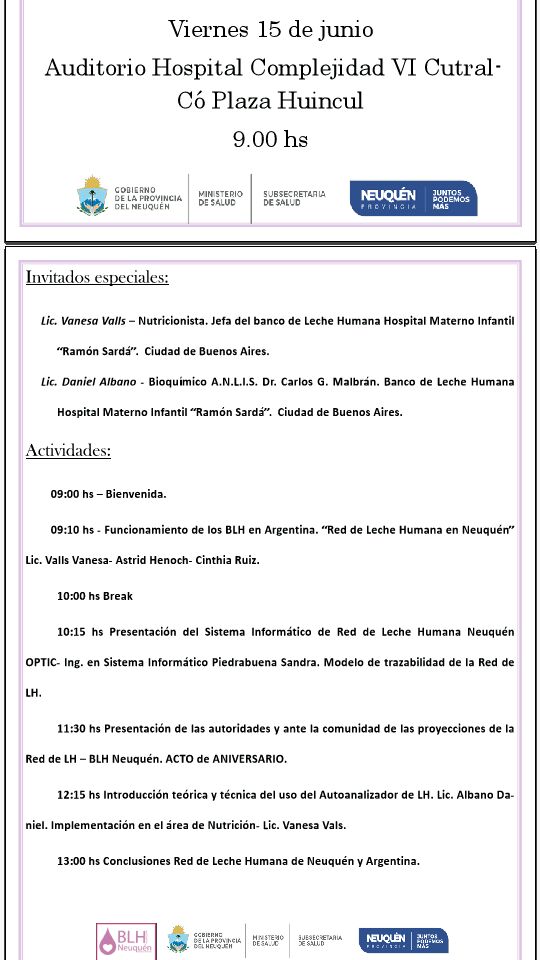 Viernes 15 de junio
Auditorio Hospital Complejidad VI Cutral-
Có Plaza Huincul
9.00 hs
GOBIERNO
DE LA PROVINCIA
DEL NEUQUÉN
MINISTERIO
DE SALUD
SUBSECRETARIA
DE SALUD
NEUQUÉN
PROVINCIA
JUNTOS
PODEMOS
MÁS
Invitados especiales:
Lic. Vanesa Valls – Nutricionista. Jefa del banco de Leche Humana Hospital Materno Infantil
“Ramón Sardá”. Ciudad de Buenos Aires.
Lic. Daniel Albano - Bioquímico A.N.L.I.S. Dr. Carlos G. Malbrán. Banco de Leche Humana
Hospital Materno Infantil “Ramón Sardá”. Ciudad de Buenos Aires.
Actividades:
09:00 hs – Bienvenida.
09:10 hs - Funcionamiento de los BLH en Argentina. “Red de Leche Humana en Neuquén”
Lic. Valls Vanesa- Astrid Henoch- Cinthia Ruiz.
10:00 hs Break
10:15 hs Presentación del Sistema Informático de Red de Leche Humana Neuquén
OPTIC- Ing. en Sistema Informático Piedrabuena Sandra. Modelo de trazabilidad de la Red de
LH.
11:30 hs Presentación de las autoridades y ante la comunidad de las proyecciones de la
Red de LH – BLH Neuquén. ACTO de ANIVERSARIO.
12:15 hs Introducción teórica y técnica del uso del Autoanalizador de LH. Lic. Albano Da-
niel. Implementación en el área de Nutrición- Lic. Vanesa Vals.
13:00 hs Conclusiones Red de Leche Humana de Neuquén y Argentina.
BLH
Neuquén
GOBIERNO
DE LA PROVINCIA
DEL NEUQUÉN
MINISTERIO
DE SALUD
SUBSECRETARIA
DE SALUD
NEUQUÉN
PROVINCIA
JUNTOS
PODEMOS
MÁS